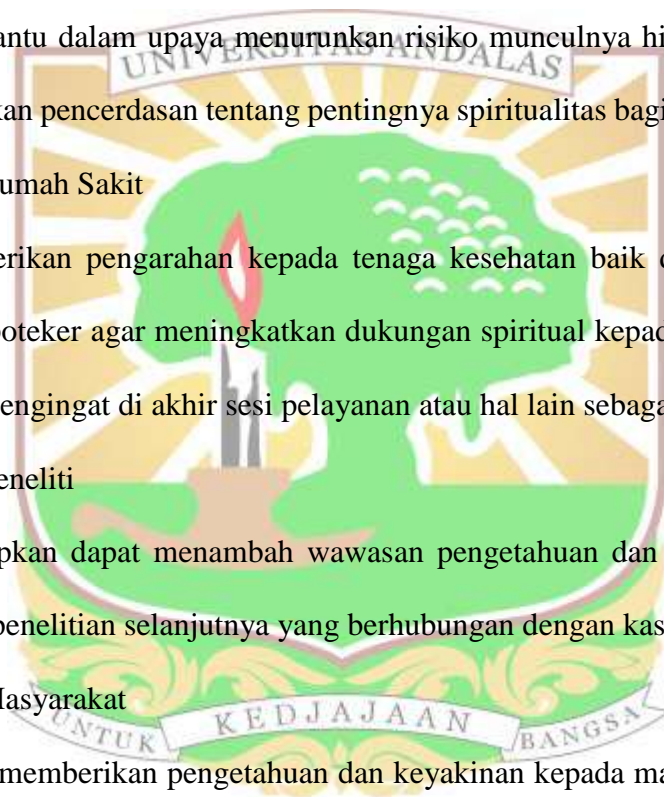 antu dalam upaya menurunkan risiko munculnya hi
UNIVERSITAS ANDALAS
kan pencerdasan tentang pentingnya spiritualitas bagi
umah Sakit
erikan pengarahan kepada tenaga kesehatan baik
poteker agar meningkatkan dukungan spiritual kepad
engingat di akhir sesi pelayanan atau hal lain sebaga
eneliti
pkan dapat menambah wawasan pengetahuan dan
penelitian selanjutnya yang berhubungan dengan kas
Masyarakat
UNTUK KEDJAJAAN BANGSA
memberikan pengetahuan dan keyakinan kepada ma